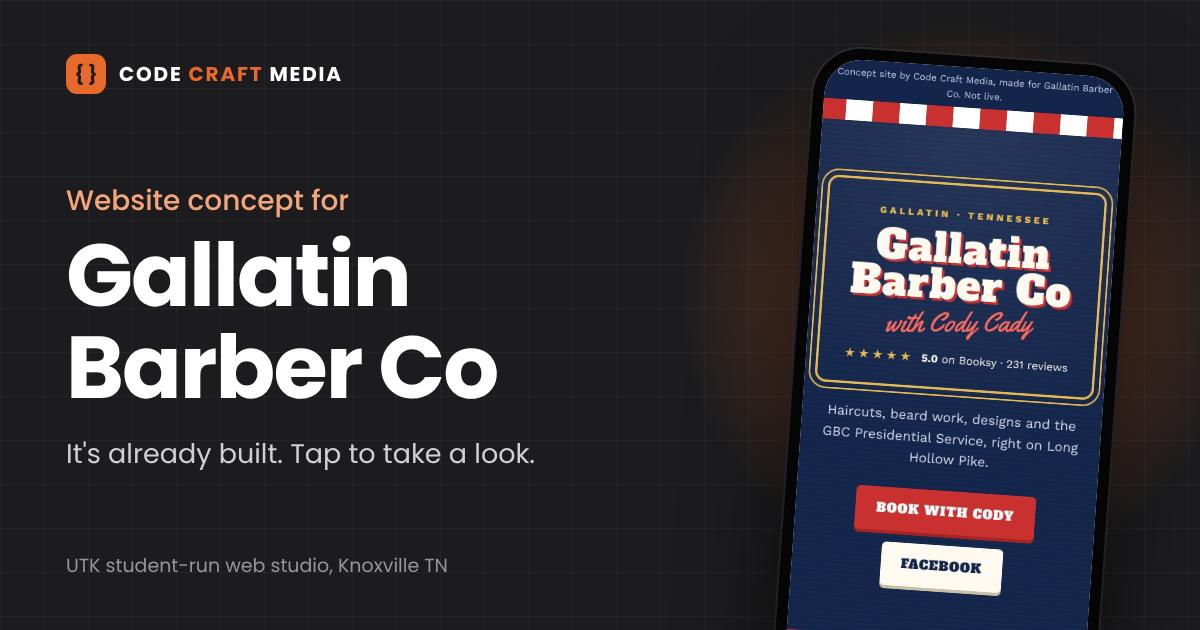 { } CODE CRAFT MEDIA
Website concept for
Gallatin
Barber Co
It's already built. Tap to take a look.
UTK student-run web studio, Knoxville TN
Concept site by Code Craft Media, made for Gallatin Barber
Co. Not live.
GALLATIN · TENNESSEE
Gallatin
Barber Co
with Cody Cady
★★★★★ 5.0 on Booksy · 231 reviews
Haircuts, beard work, designs and the
GBC Presidential Service, right on Long
Hollow Pike.
BOOK WITH CODY
FACEBOOK